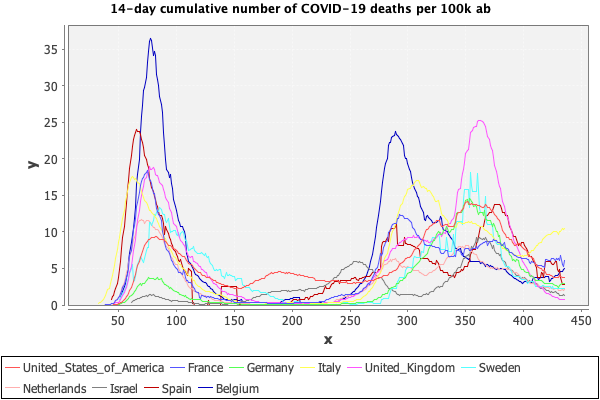 14-day cumulative number of COVID-19 deaths per 100k ab
y
35
30
25
20
15
10
5
0
50 100 150 200 250 300 350 400 450
x
United_States_of_America France Germany Italy United_Kingdom Sweden
Netherlands Israel Spain Belgium